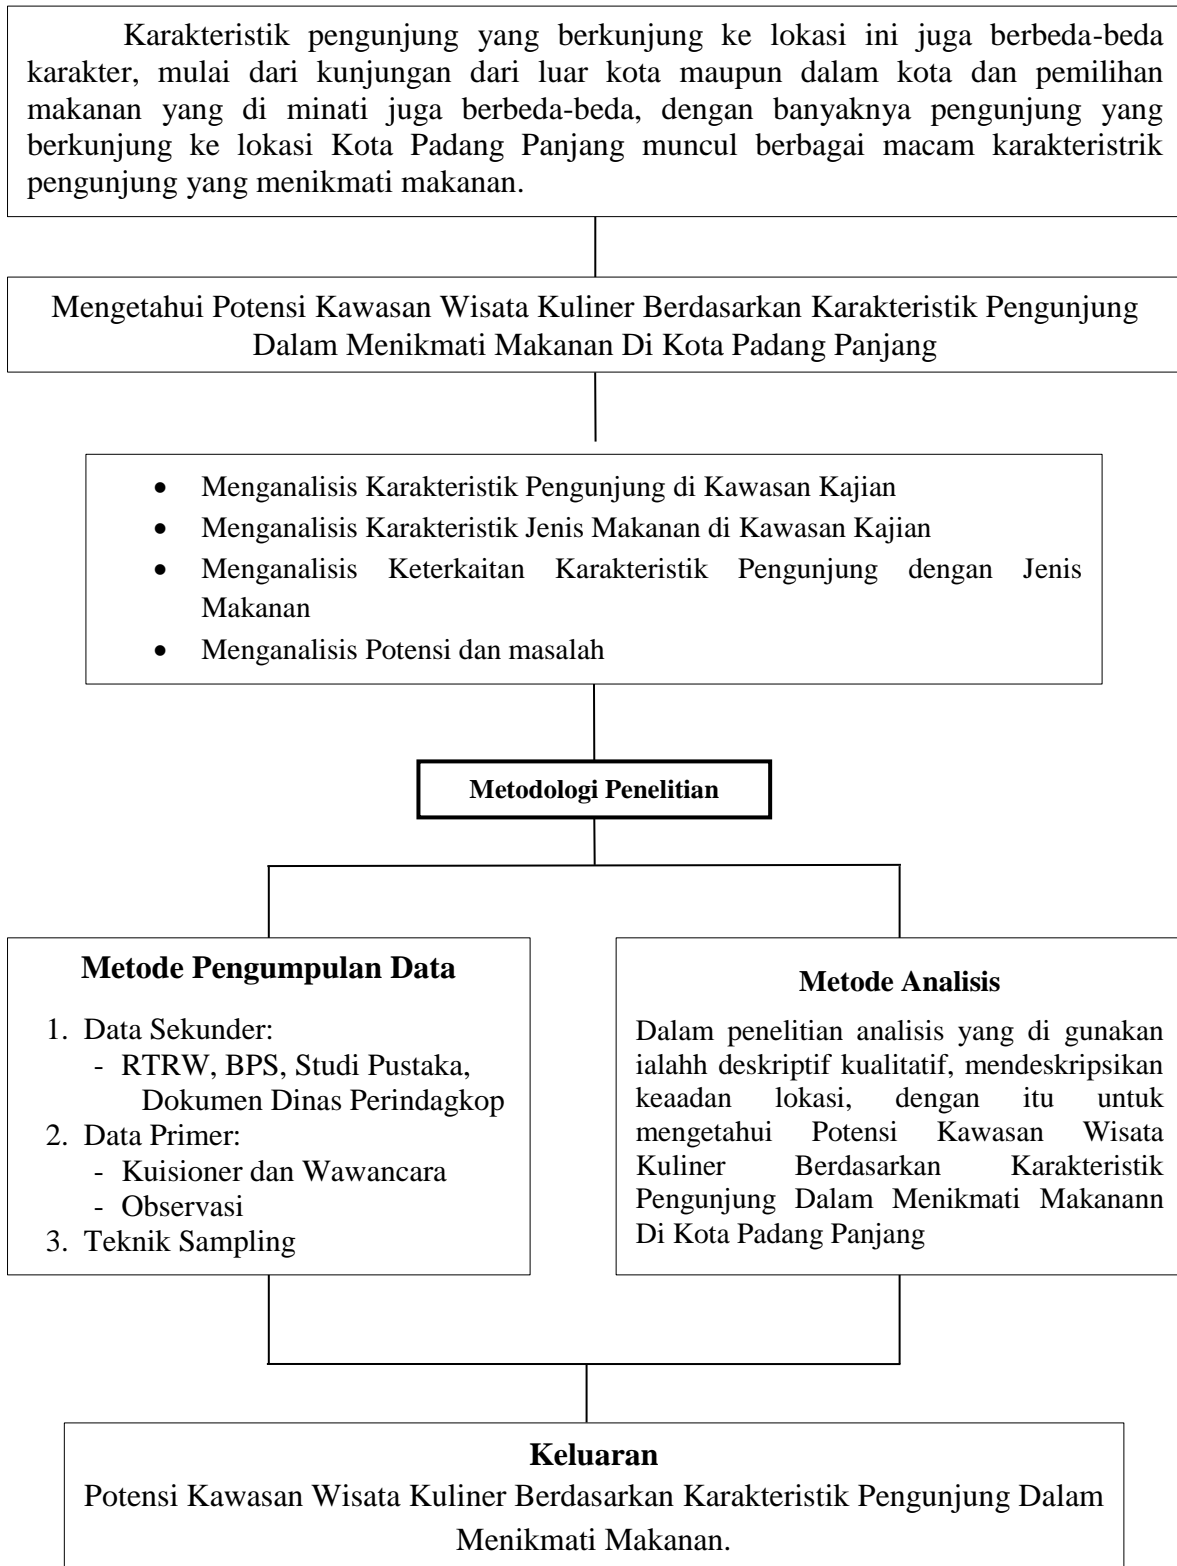 Karakteristik pengunjung yang berkunjung ke lokasi ini juga berbeda-beda
karakter, mulai dari kunjungan dari luar kota maupun dalam kota dan pemilihan
makanan yang di minati juga berbeda-beda, dengan banyaknya pengunjung yang
berkunjung ke lokasi Kota Padang Panjang muncul berbagai macam karakteristrik
pengunjung yang menikmati makanan.
Mengetahui Potensi Kawasan Wisata Kuliner Berdasarkan Karakteristik Pengunjung
Dalam Menikmati Makanan Di Kota Padang Panjang
• Menganalisis Karakteristik Pengunjung di Kawasan Kajian
• Menganalisis Karakteristik Jenis Makanan di Kawasan Kajian
• Menganalisis Keterkaitan Karakteristik Pengunjung dengan Jenis
Makanan
• Menganalisis Potensi dan masalah
Metodologi Penelitian
Metode Pengumpulan Data
1. Data Sekunder:
- RTRW, BPS, Studi Pustaka,
Dokumen Dinas Perindagkop
2. Data Primer:
- Kuisioner dan Wawancara
- Observasi
3. Teknik Sampling
Metode Analisis
Dalam penelitian analisis yang di gunakan
ialahh deskriptif kualitatif, mendeskripsikan
keaadan lokasi, dengan itu untuk
mengetahui Potensi Kawasan Wisata
Kuliner Berdasarkan Karakteristik
Pengunjung Dalam Menikmati Makanann
Di Kota Padang Panjang
Keluaran
Potensi Kawasan Wisata Kuliner Berdasarkan Karakteristik Pengunjung Dalam
Menikmati Makanan.